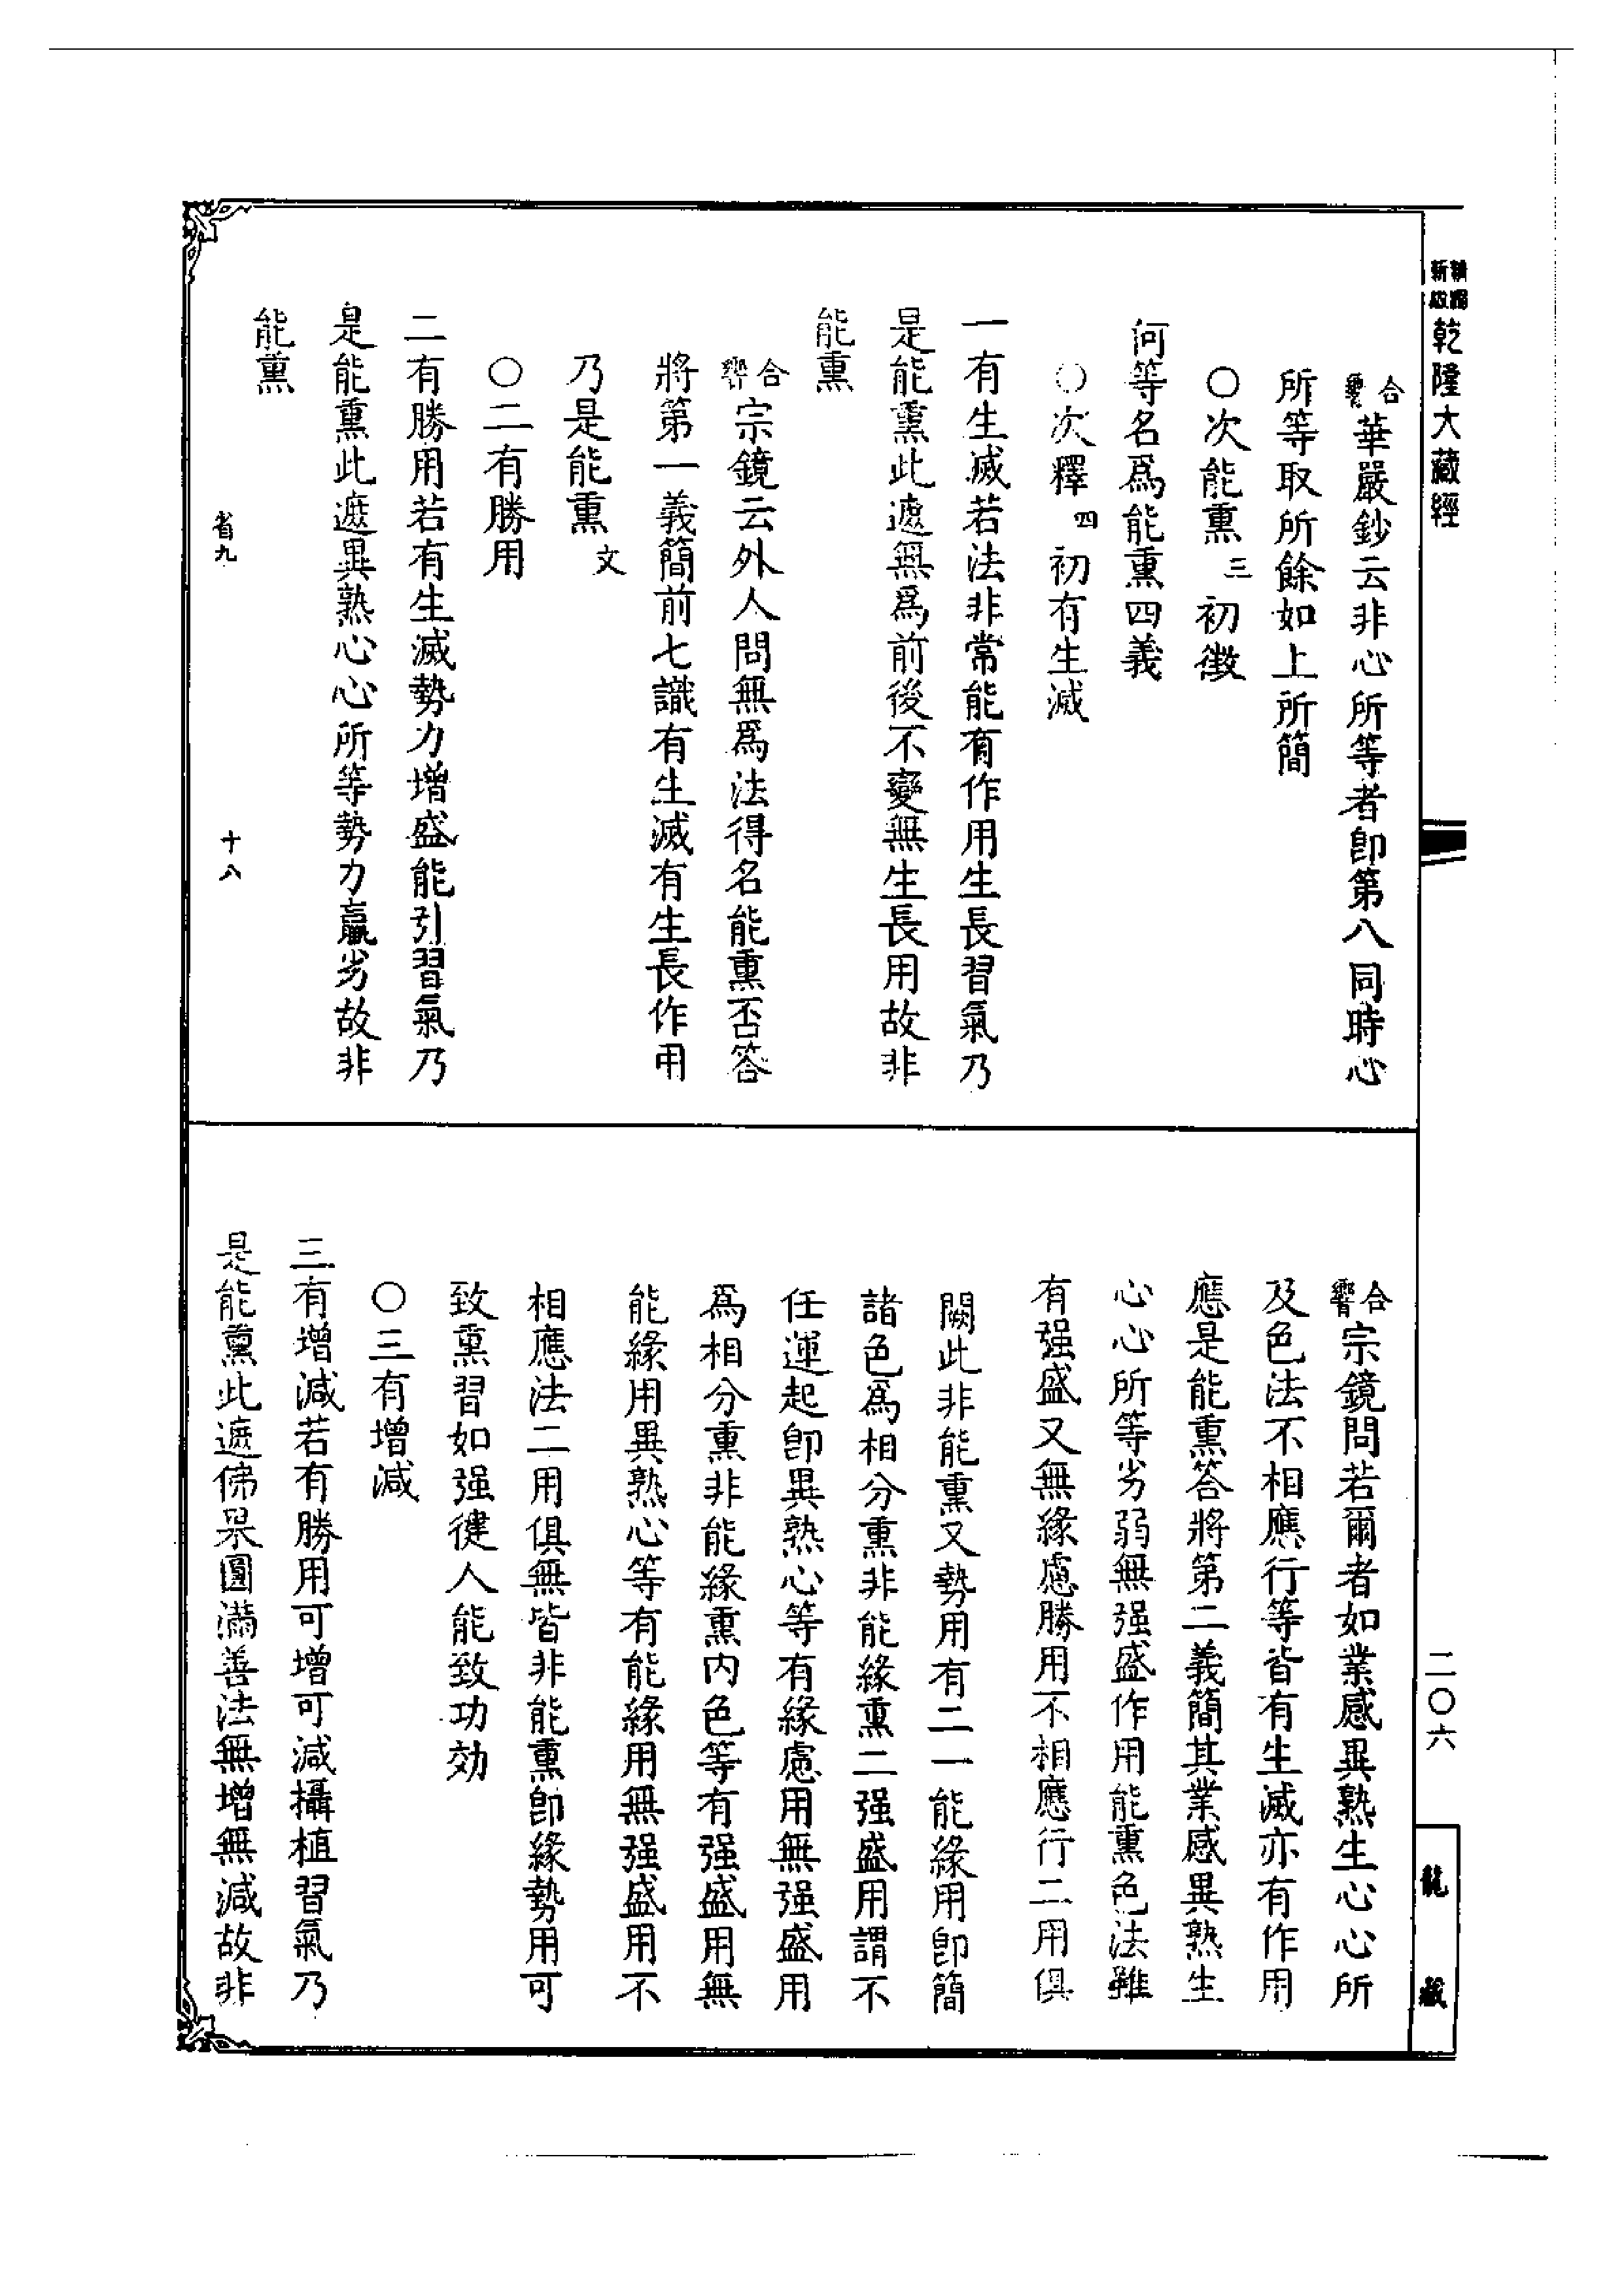 新編縮版
乾隆大藏經
合響華嚴鈔云非心所等者卽第八同時心
所等取所餘如上所簡
○次能熏三初徵
何等名爲能熏四義
○次釋四初有生滅
一有生滅若法非常能有作用生長習氣乃
是能熏此遮無爲前後不變無生長用故非
能熏
合響宗鏡云外人問無爲法得名能熏否答
將第一義簡前七識有生滅有生長作用
乃是能熏文
○二有勝用
二有勝用若有生滅勢力增盛能引習氣乃
是能熏此遮異熟心心所等勢力羸劣故非
能熏
省九
十八
合響宗鏡問若爾者如業感異熟生心心所
及色法不相應行等皆有生滅亦有作用
應是能熏答將第二義簡其業感異熟生
心心所等劣弱無强盛作用能熏色法雖
有强盛又無緣慮勝用不相應行二用俱
闕此非能熏又勢用有二一能緣用卽簡
諸色爲相分熏非能緣熏二强盛用謂不
任運起卽異熟心等有緣慮用無强盛用
爲相分熏非能緣熏內色等有强盛用無
能緣用異熟心等有能緣用無强盛用不
相應法二用俱無皆非能熏卽緣勢用可
致熏習如强健人能致功効
○三有增減
三有增減若有勝用可增可減攝植習氣乃
是能熏此遮佛果圓滿善法無增無減故非
二〇六
龍藏